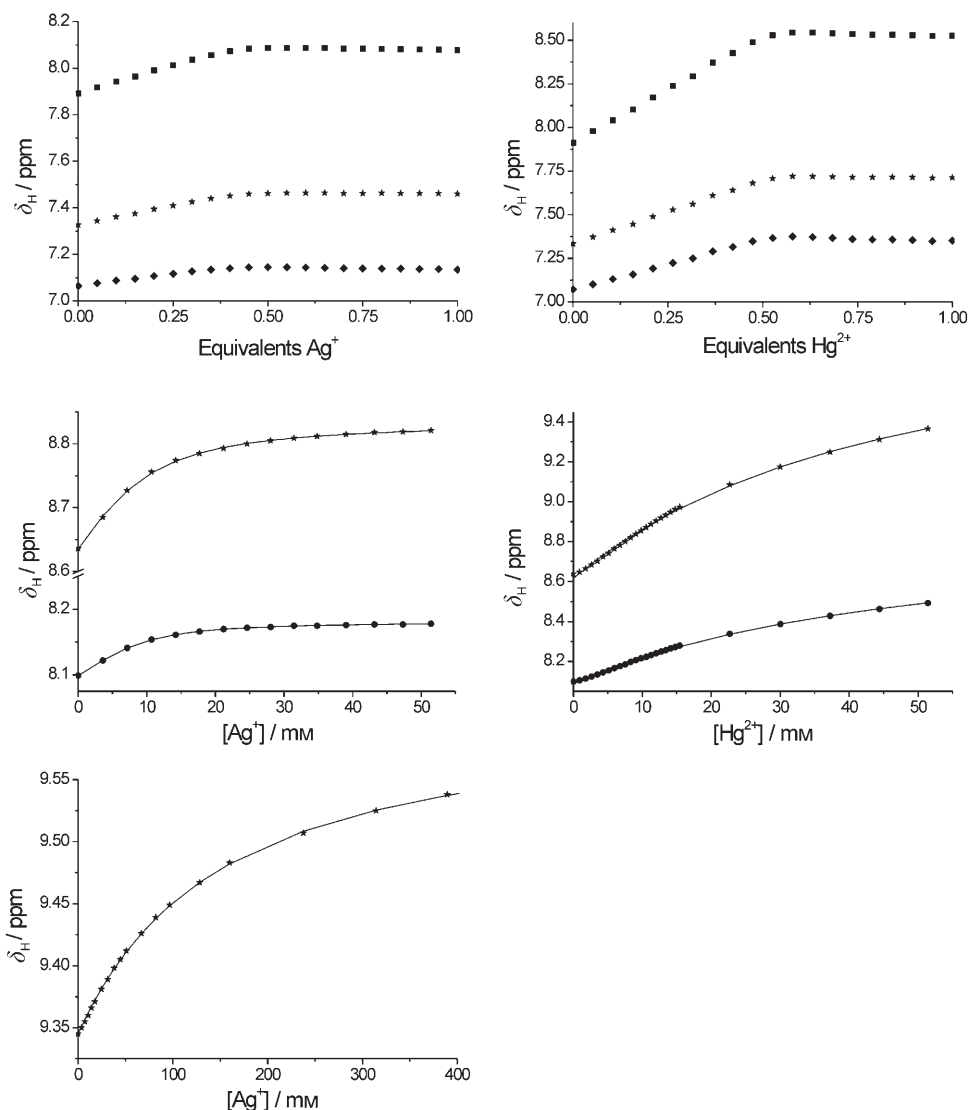 8.2
8.0
7.8
7.6
7.4
7.2
7.0
δH / ppm
0.00 0.25 0.50 0.75 1.00
Equivalents Ag+
8.50
8.25
8.00
7.75
7.50
7.25
7.00
δH / ppm
0.00 0.25 0.50 0.75 1.00
Equivalents Hg2+
8.8
8.7
8.6
8.2
8.1
δH / ppm
0 10 20 30 40 50
[Ag+] / mM
9.4
9.2
9.0
8.8
8.6
8.4
8.2
δH / ppm
0 10 20 30 40 50
[Hg2+] / mM
9.55
9.50
9.45
9.40
9.35
δH / ppm
0 100 200 300 400
[Ag+] / mM